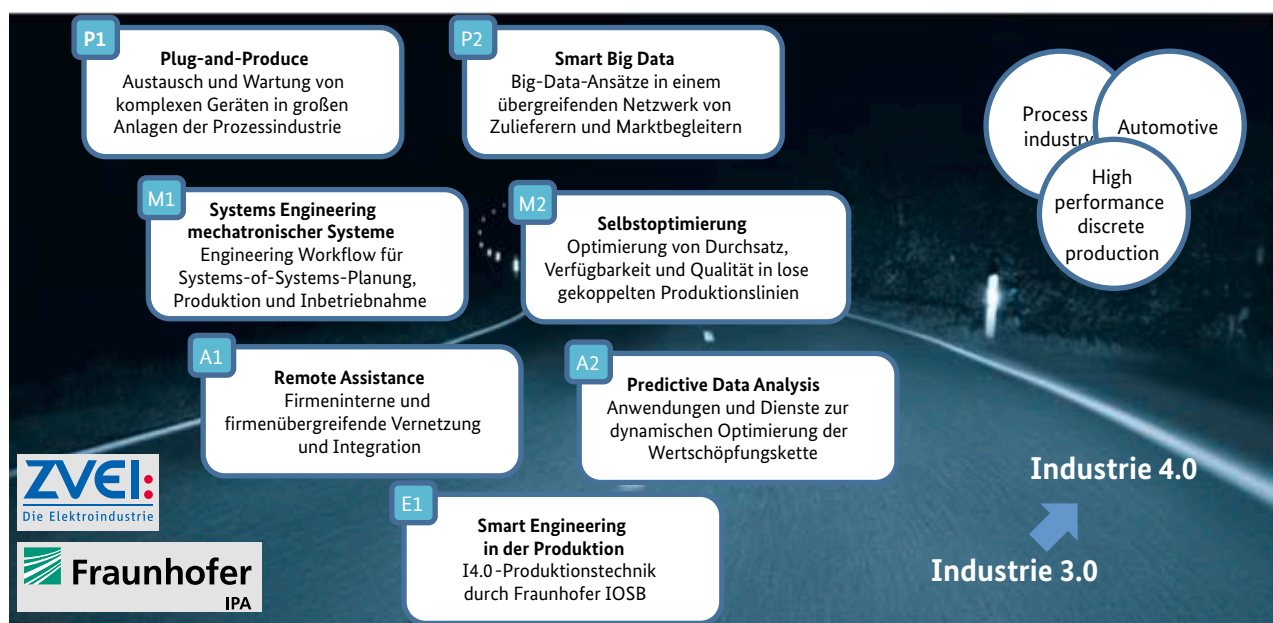 P1
Plug-and-Produce
Austausch und Wartung von
komplexen Geräten in großen
Anlagen der Prozessindustrie
P2
Smart Big Data
Big-Data-Ansätze in einem
übergreifenden Netzwerk von
Zulieferern und Marktbegleitern
Process
industry
Automotive
High
performance
discrete
production
M1
Systems Engineering
mechatronischer Systeme
Engineering Workflow für
Systems-of-Systems-Planung,
Produktion und Inbetriebnahme
M2
Selbstoptimierung
Optimierung von Durchsatz,
Verfügbarkeit und Qualität in lose
gekoppelten Produktionslinien
A1
Remote Assistance
Firmeninterne und
firmenübergreifende Vernetzung
und Integration
A2
Predictive Data Analysis
Anwendungen und Dienste zur
dynamischen Optimierung der
Wertschöpfungskette
ZVEI:
Die Elektroindustrie
Fraunhofer
IPA
E1
Smart Engineering
in der Produktion
I4.0-Produktionstechnik
durch Fraunhofer IOSB
Industrie 4.0
Industrie 3.0